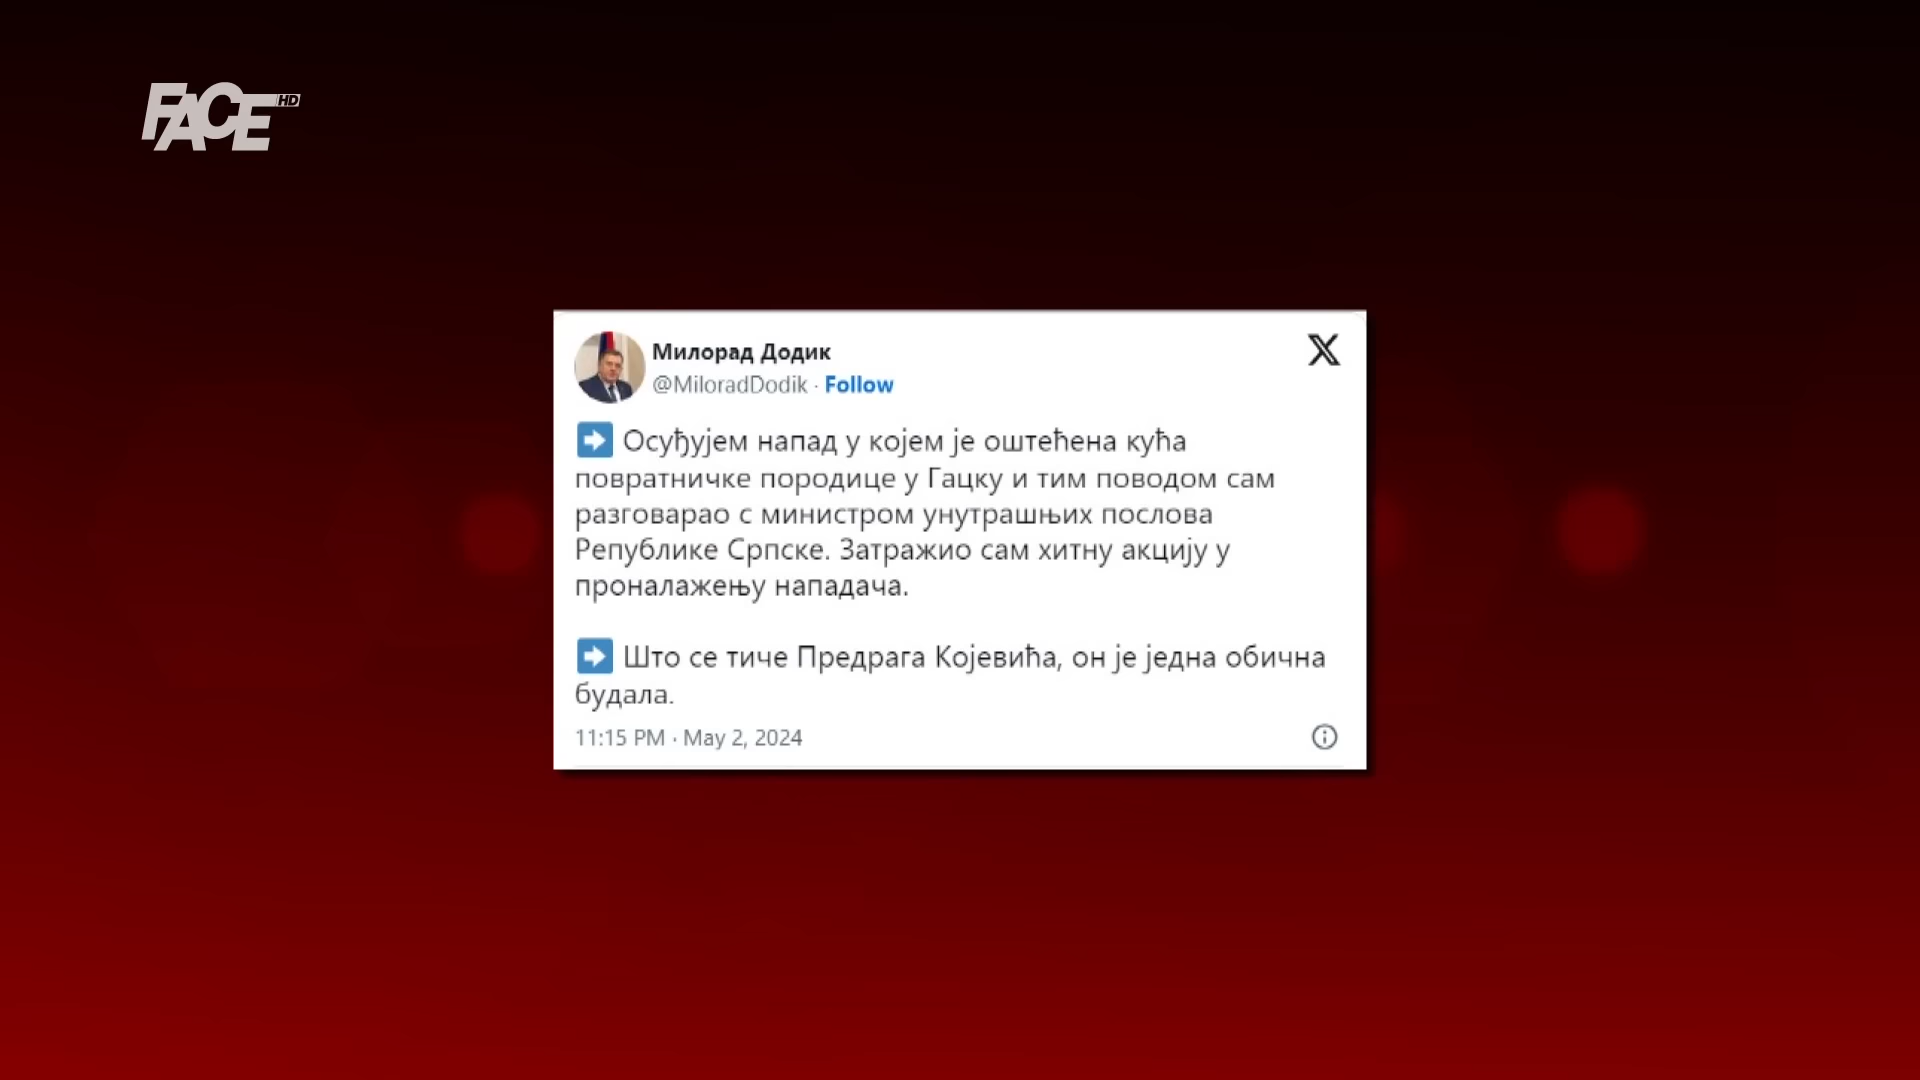 FACE HD
Милорад Додик
@MiloradDodik · Follow
Осуђујем напад у којем је оштећена кућа
повратничке породице у Гацку и тим поводом сам
разговарао с министром унутрашњих послова
Републике Српске. Затражио сам хитну акцију у
проналажењу нападача.
Што се тиче Предрага Којевића, он је једна обична
будала.
11:15 PM · May 2, 2024